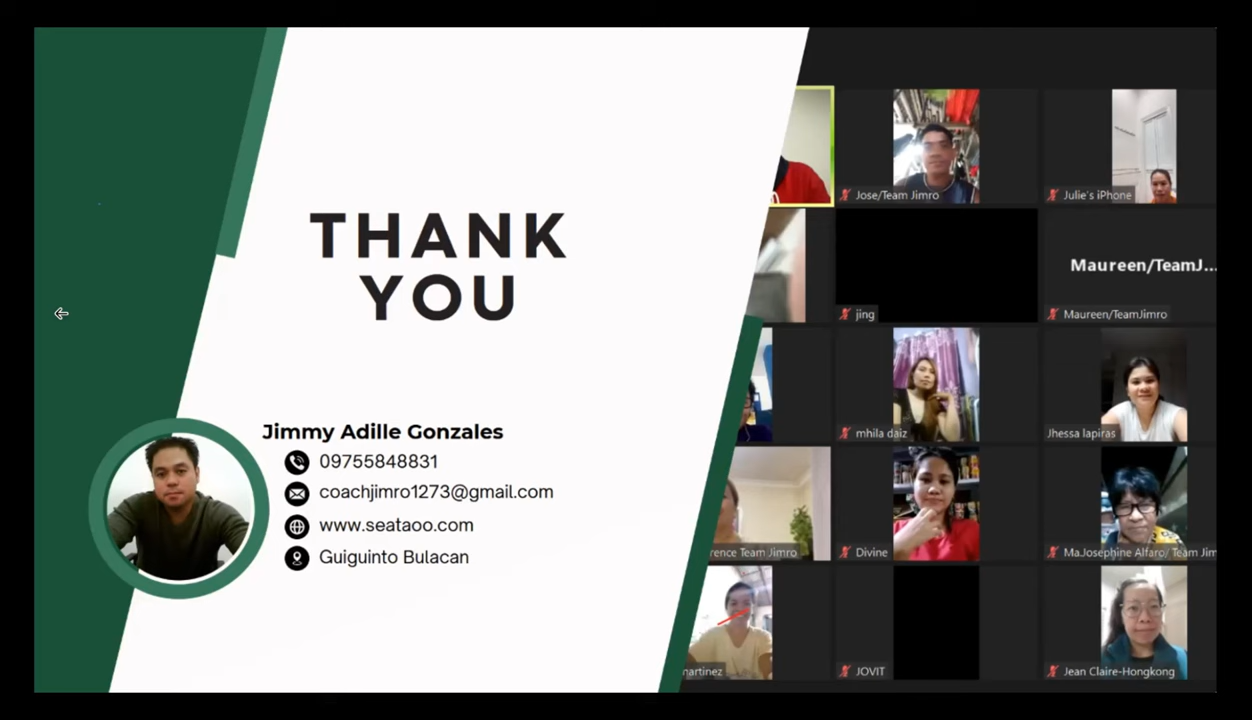 THANK
YOU
Jimmy Adille Gonzales
09755848831
coachjimro1273@gmail.com
www.seataoo.com
Guiguinto Bulacan
Jose/Team Jimro
Julie's iPhone
Maureen/TeamJ...
jing
Maureen/TeamJimro
mhila daiz
Jhessa lapiras
rence Team Jimro
Divine
MaJosephine Alfaro/ Team Jim
martinez
JOVIT
Jean Claire-Hongkong